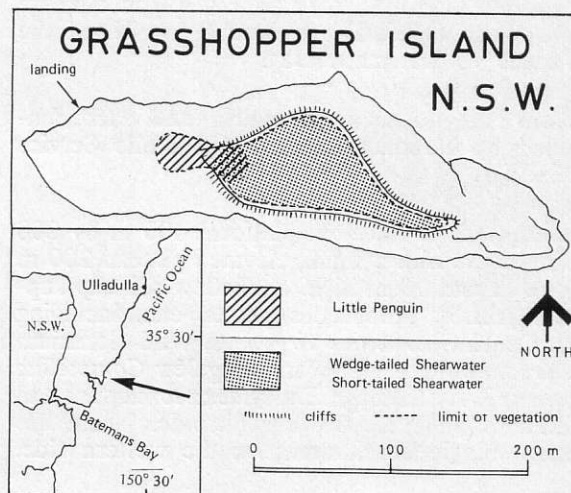 GRASSHOPPER ISLAND
N.S.W.
landing
Ulladulla
Pacific Ocean
N.S.W.
35° 30'
Batemans Bay
150° 30'
Little Penguin
Wedge-tailed Shearwater
Short-tailed Shearwater
NORTH
cliffs
limit of vegetation
0 100 200 m